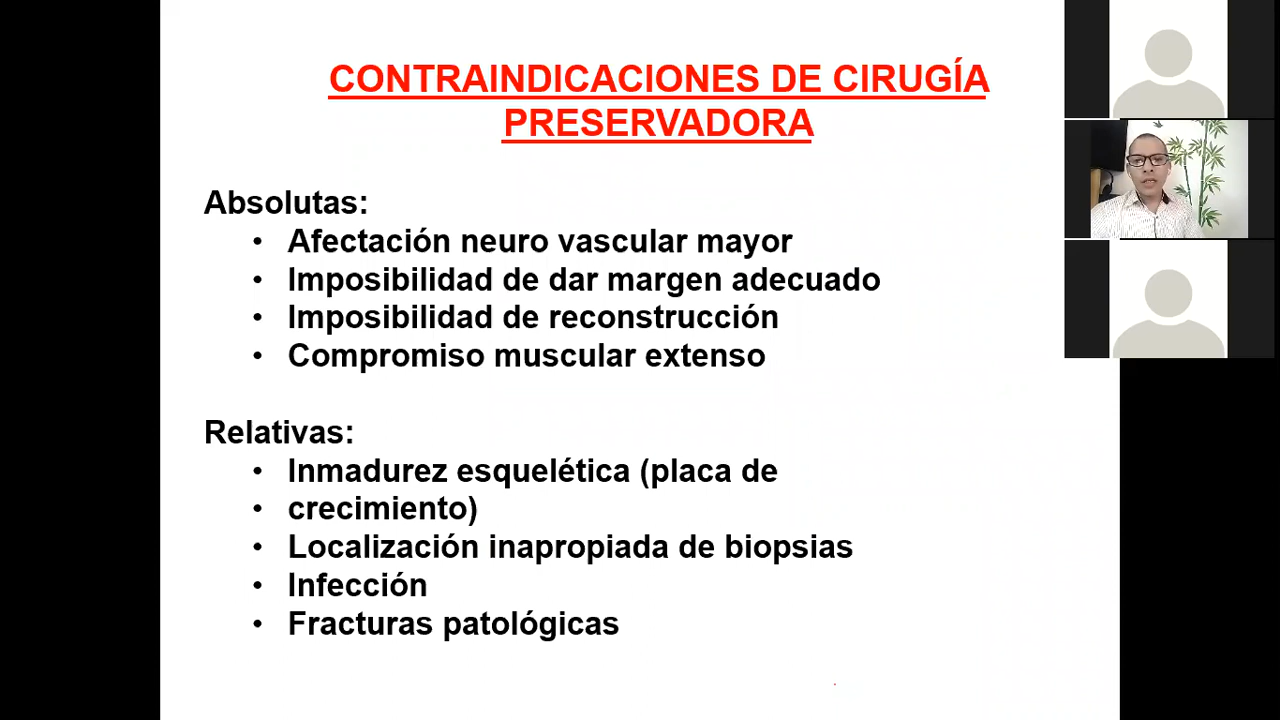 CONTRAINDICACIONES DE CIRUGÍA
PRESERVADORA
Absolutas:
• Afectación neuro vascular mayor
• Imposibilidad de dar margen adecuado
• Imposibilidad de reconstrucción
• Compromiso muscular extenso
Relativas:
• Inmadurez esquelética (placa de
• crecimiento)
• Localización inapropiada de biopsias
• Infección
• Fracturas patológicas